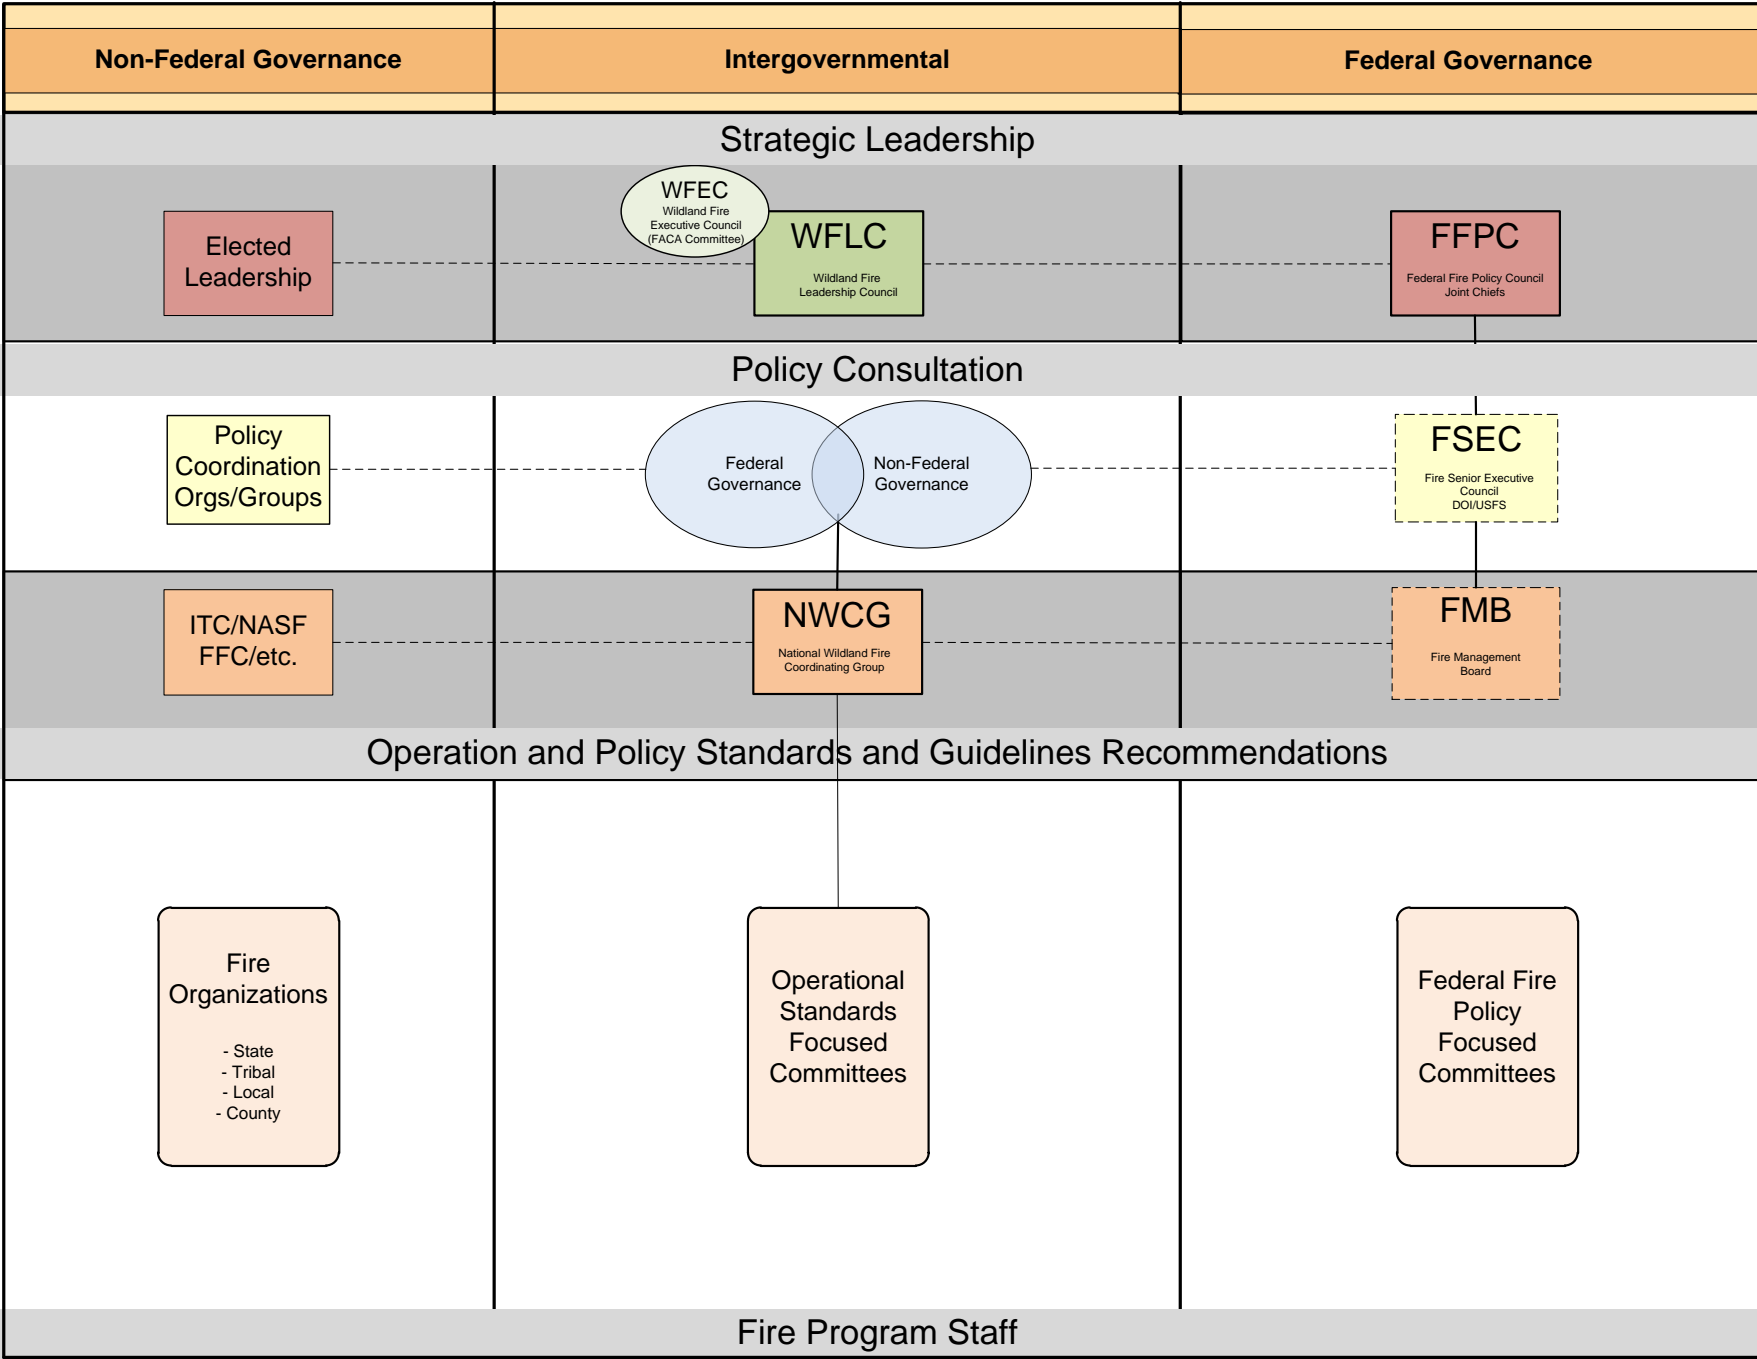 Non-Federal Governance
Intergovernmental
Federal Governance
Strategic Leadership
Elected
Leadership
WFEC
Wildland Fire
Executive Council
(FACA Committee)
WFLC
Wildland Fire
Leadership Council
FFPC
Federal Fire Policy Council
Joint Chiefs
Policy Consultation
Policy
Coordination
Orgs/Groups
Federal
Governance
Non-Federal
Governance
FSEC
Fire Senior Executive
Council
DOI/USFS
ITC/NASF
FFC/etc.
NWCG
National Wildland Fire
Coordinating Group
FMB
Fire Management
Board
Operation and Policy Standards and Guidelines Recommendations
Fire
Organizations
- State
- Tribal
- Local
- County
Operational
Standards
Focused
Committees
Federal Fire
Policy
Focused
Committees
Fire Program Staff